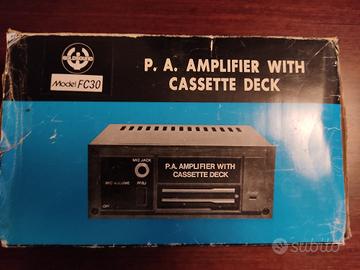 P. A. AMPLIFIER WITH
CASSETTE DECK
Model FC30
MIC JACK
P.A. AMPLIFIER WITH
CASSETTE DECK
MIC VOLUME
OFF
subito